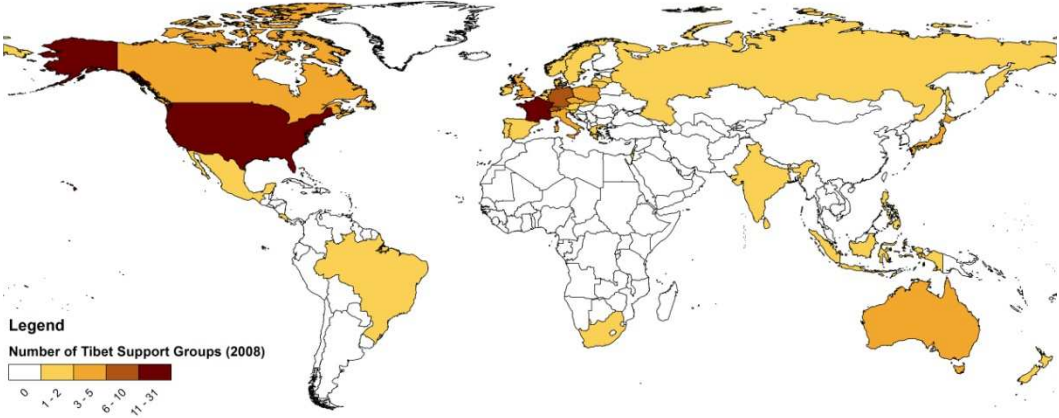 Legend
Number of Tibet Support Groups (2008)
0
1 - 2
3 - 5
6 - 10
11 - 31